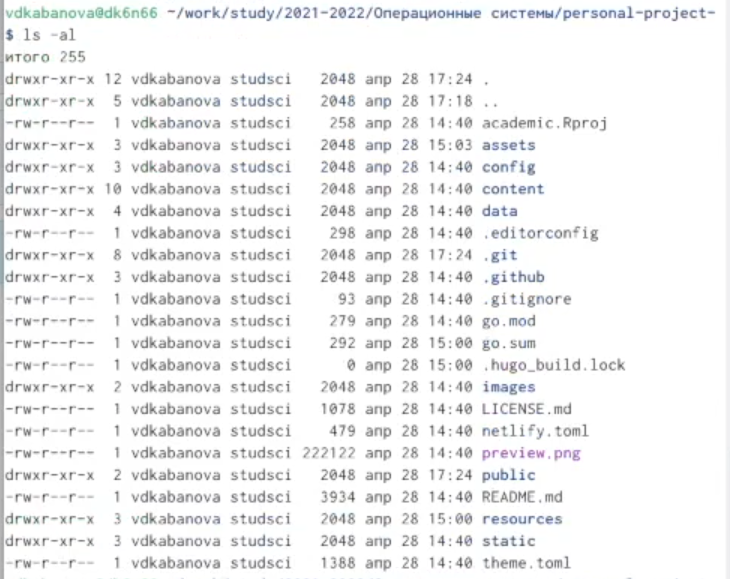 vdkabanova@dk6n66 ~/work/study/2021-2022/Операционные системы/personal-project-
$ ls -al
итого 255
drwxr-xr-x 12 vdkabanova studsci   2048 апр 28 17:24 .
drwxr-xr-x  5 vdkabanova studsci   2048 апр 28 17:18 ..
-rw-r--r--  1 vdkabanova studsci    258 апр 28 14:40 academic.Rproj
drwxr-xr-x  3 vdkabanova studsci   2048 апр 28 15:03 assets
drwxr-xr-x  3 vdkabanova studsci   2048 апр 28 14:40 config
drwxr-xr-x 10 vdkabanova studsci   2048 апр 28 14:40 content
drwxr-xr-x  4 vdkabanova studsci   2048 апр 28 14:40 data
-rw-r--r--  1 vdkabanova studsci    298 апр 28 14:40 .editorconfig
drwxr-xr-x  8 vdkabanova studsci   2048 апр 28 17:24 .git
drwxr-xr-x  3 vdkabanova studsci   2048 апр 28 14:40 .github
-rw-r--r--  1 vdkabanova studsci     93 апр 28 14:40 .gitignore
-rw-r--r--  1 vdkabanova studsci    279 апр 28 14:40 go.mod
-rw-r--r--  1 vdkabanova studsci    292 апр 28 15:00 go.sum
-rw-r--r--  1 vdkabanova studsci      0 апр 28 15:00 .hugo_build.lock
drwxr-xr-x  2 vdkabanova studsci   2048 апр 28 14:40 images
-rw-r--r--  1 vdkabanova studsci   1078 апр 28 14:40 LICENSE.md
-rw-r--r--  1 vdkabanova studsci    479 апр 28 14:40 netlify.toml
-rw-r--r--  1 vdkabanova studsci 222122 апр 28 14:40 preview.png
drwxr-xr-x  2 vdkabanova studsci   2048 апр 28 17:24 public
-rw-r--r--  1 vdkabanova studsci   3934 апр 28 14:40 README.md
drwxr-xr-x  3 vdkabanova studsci   2048 апр 28 15:00 resources
drwxr-xr-x  3 vdkabanova studsci   2048 апр 28 14:40 static
-rw-r--r--  1 vdkabanova studsci   1388 апр 28 14:40 theme.toml